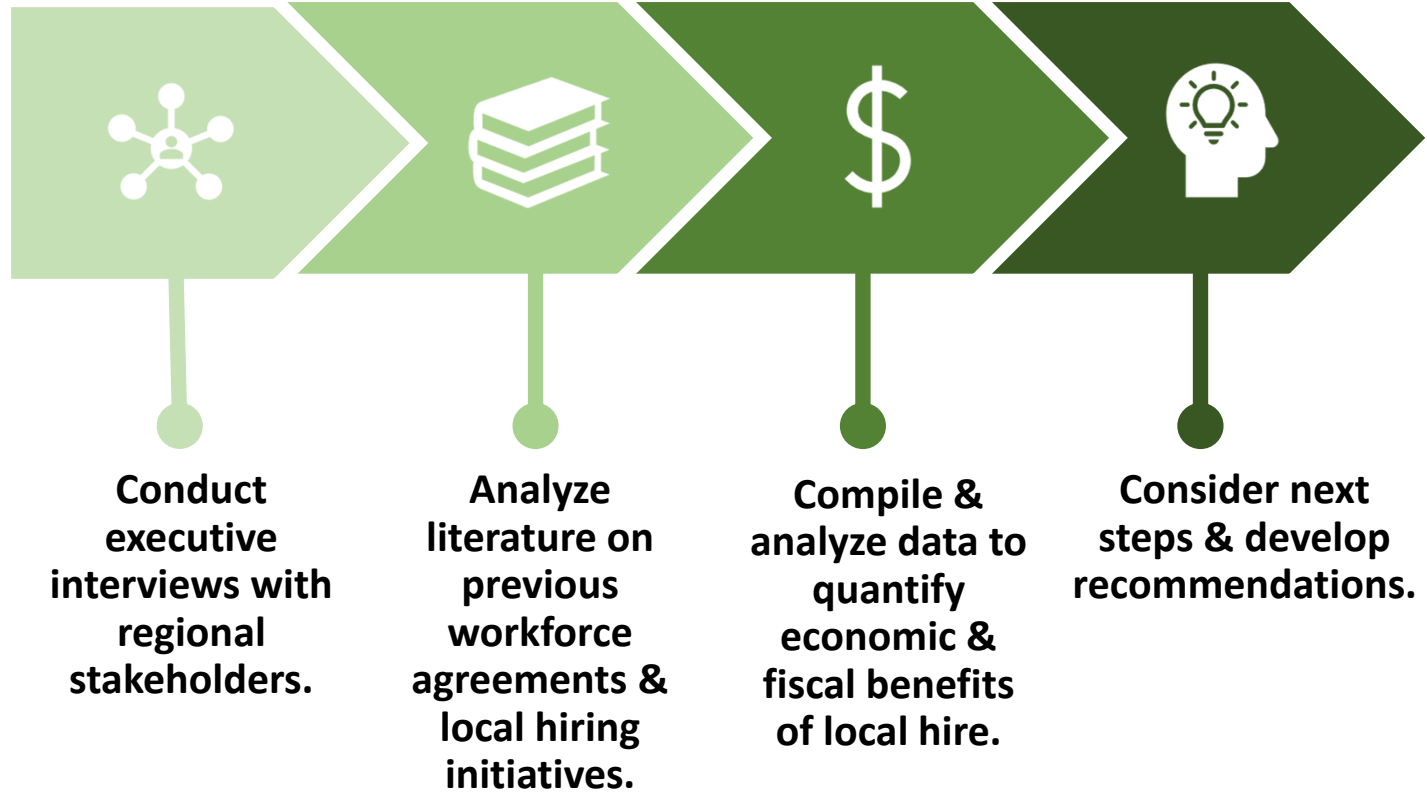 Conduct
executive
interviews with
regional
stakeholders.
Analyze
literature on
previous
workforce
agreements &
local hiring
initiatives.
Compile &
analyze data to
quantify
economic &
fiscal benefits
of local hire.
Consider next
steps & develop
recommendations.